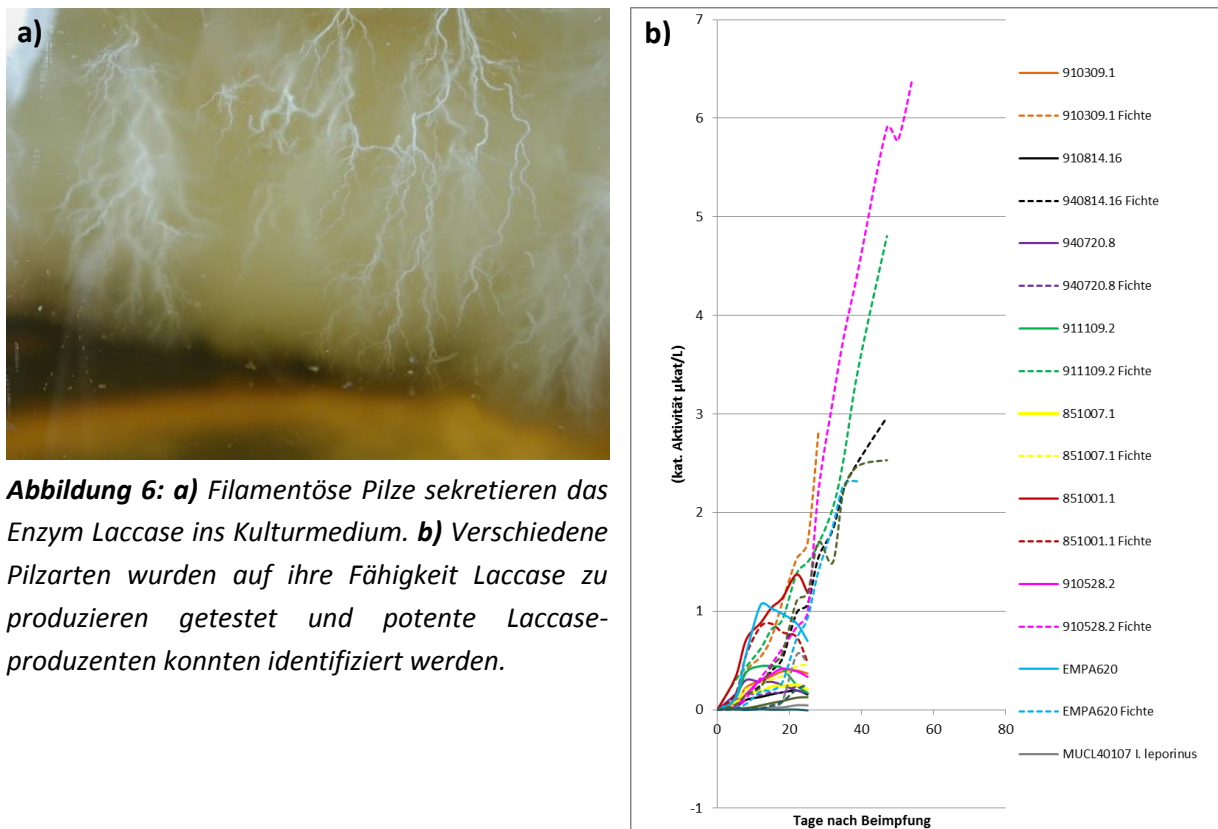 a)
Abbildung 6: a) Filamentöse Pilze sekretieren das
Enzym Laccase ins Kulturmedium. b) Verschiedene
Pilzarten wurden auf ihre Fähigkeit Laccase zu
produzieren getestet und potente Laccase-
produzenten konnten identifiziert werden.
b)
(kat. Aktivität µkat/L)
7
6
5
4
3
2
1
0
-1
0 20 40 60 80
Tage nach Beimpfung
910309.1
910309.1 Fichte
910814.16
940814.16 Fichte
940720.8
940720.8 Fichte
911109.2
911109.2 Fichte
851007.1
851007.1 Fichte
851001.1
851001.1 Fichte
910528.2
910528.2 Fichte
EMPA620
EMPA620 Fichte
MUCL40107 I. leporinus